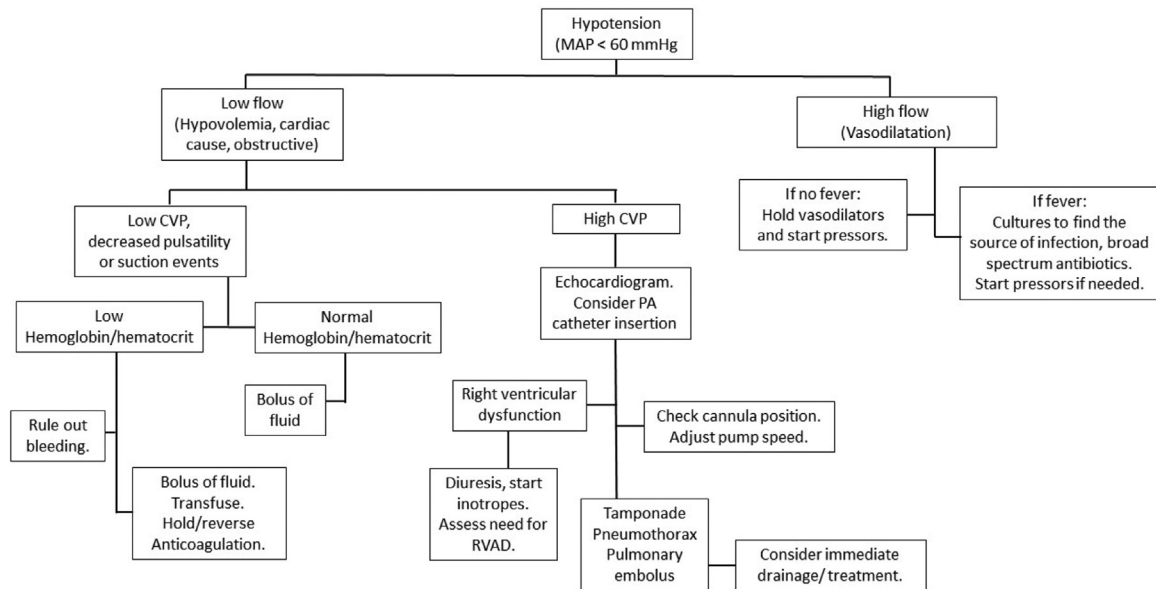 Hypotension
(MAP < 60 mmHg
Low flow
(Hypovolemia, cardiac
cause, obstructive)
High flow
(Vasodilatation)
Low CVP,
decreased pulsatility
or suction events
High CVP
If no fever:
Hold vasodilators
and start pressors.
If fever:
Cultures to find the
source of infection, broad
spectrum antibiotics.
Start pressors if needed.
Low
Hemoglobin/hematocrit
Normal
Hemoglobin/hematocrit
Echocardiogram.
Consider PA
catheter insertion
Rule out
bleeding.
Bolus of
fluid
Right ventricular
dysfunction
Check cannula position.
Adjust pump speed.
Bolus of fluid.
Transfuse.
Hold/reverse
Anticoagulation.
Diuresis, start
inotropes.
Assess need for
RVAD.
Tamponade
Pneumothorax
Pulmonary
embolus
Consider immediate
drainage/ treatment.